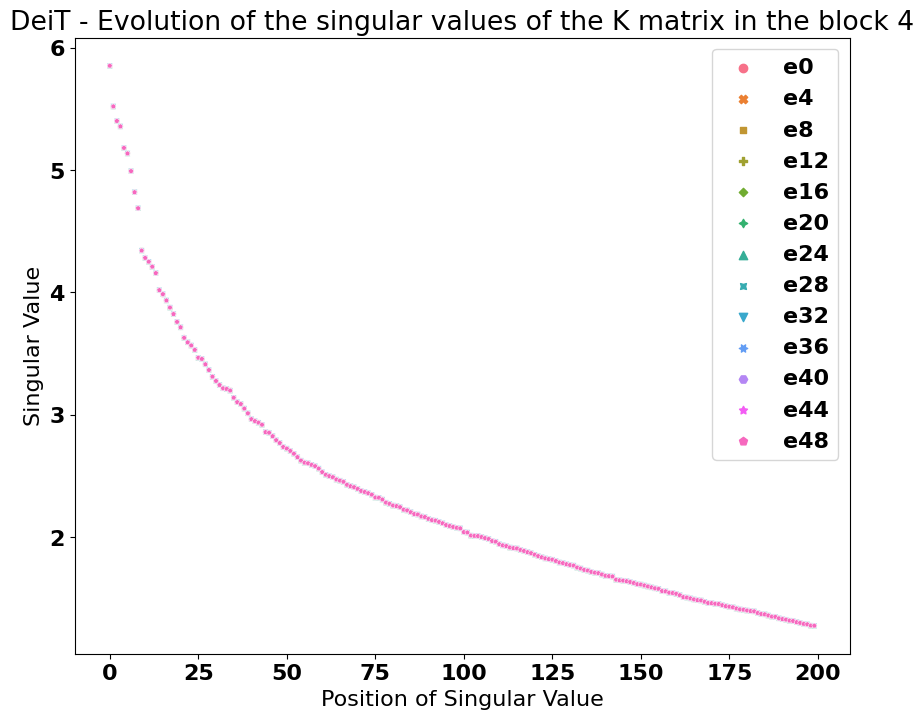 DeiT - Evolution of the singular values of the K matrix in the block 4
6
5
4
3
2
Singular Value
0 25 50 75 100 125 150 175 200
Position of Singular Value
e0
e4
e8
e12
e16
e20
e24
e28
e32
e36
e40
e44
e48